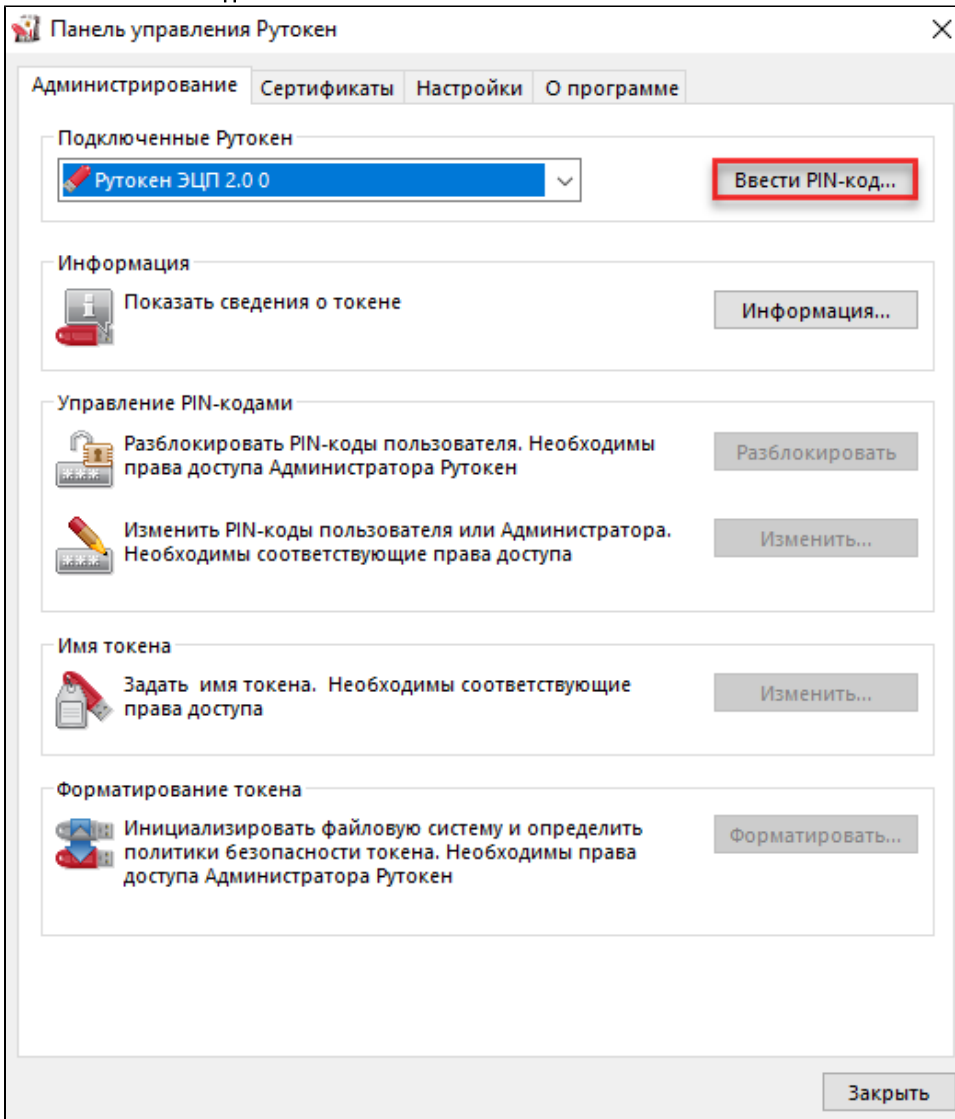 Панель управления Рутокен
Администрирование Сертификаты Настройки О программе
Подключенные Рутокен
Рутокен ЭЦП 2.0 0
Ввести PIN-код...
Информация
Показать сведения о токене
Информация...
Управление PIN-кодами
Разблокировать PIN-коды пользователя. Необходимы
права доступа Администратора Рутокен
Разблокировать
Изменить PIN-коды пользователя или Администратора.
Необходимы соответствующие права доступа
Изменить...
Имя токена
Задать имя токена. Необходимы соответствующие
права доступа
Изменить...
Форматирование токена
Инициализировать файловую систему и определить
политики безопасности токена. Необходимы права
доступа Администратора Рутокен
Форматировать...
Закрыть